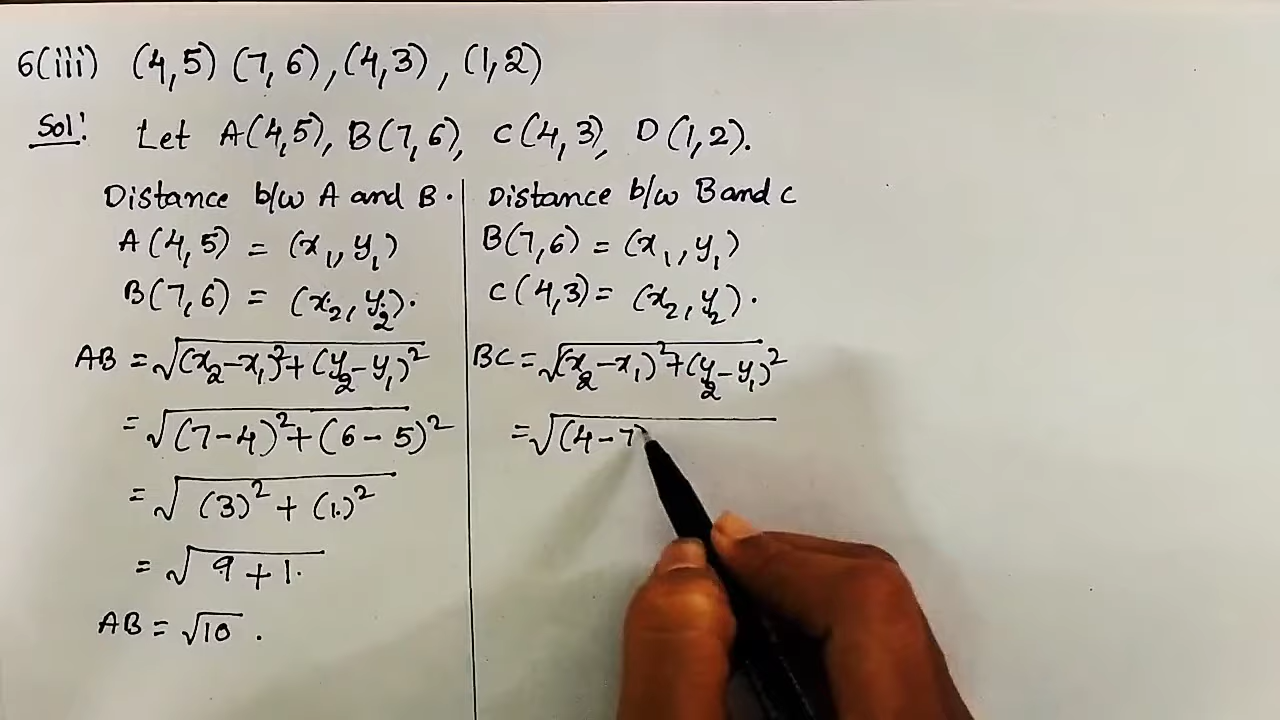 6(iii) (4,5) (7,6), (4,3), (1,2)
Sol: Let A(4,5), B(7,6), C(4,3), D(1,2).
Distance b/w A and B.
A(4,5) = (x₁, y₁)
B(7,6) = (x₂, y₂).
AB = √(x₂-x₁)²+(y₂-y₁)²
= √(7-4)²+(6-5)²
= √(3)²+(1)²
= √9+1.
AB = √10.
Distance b/w B and C
B(7,6) = (x₁, y₁)
C(4,3) = (x₂, y₂).
BC = √(x₂-x₁)²+(y₂-y₁)²
= √(4-7)